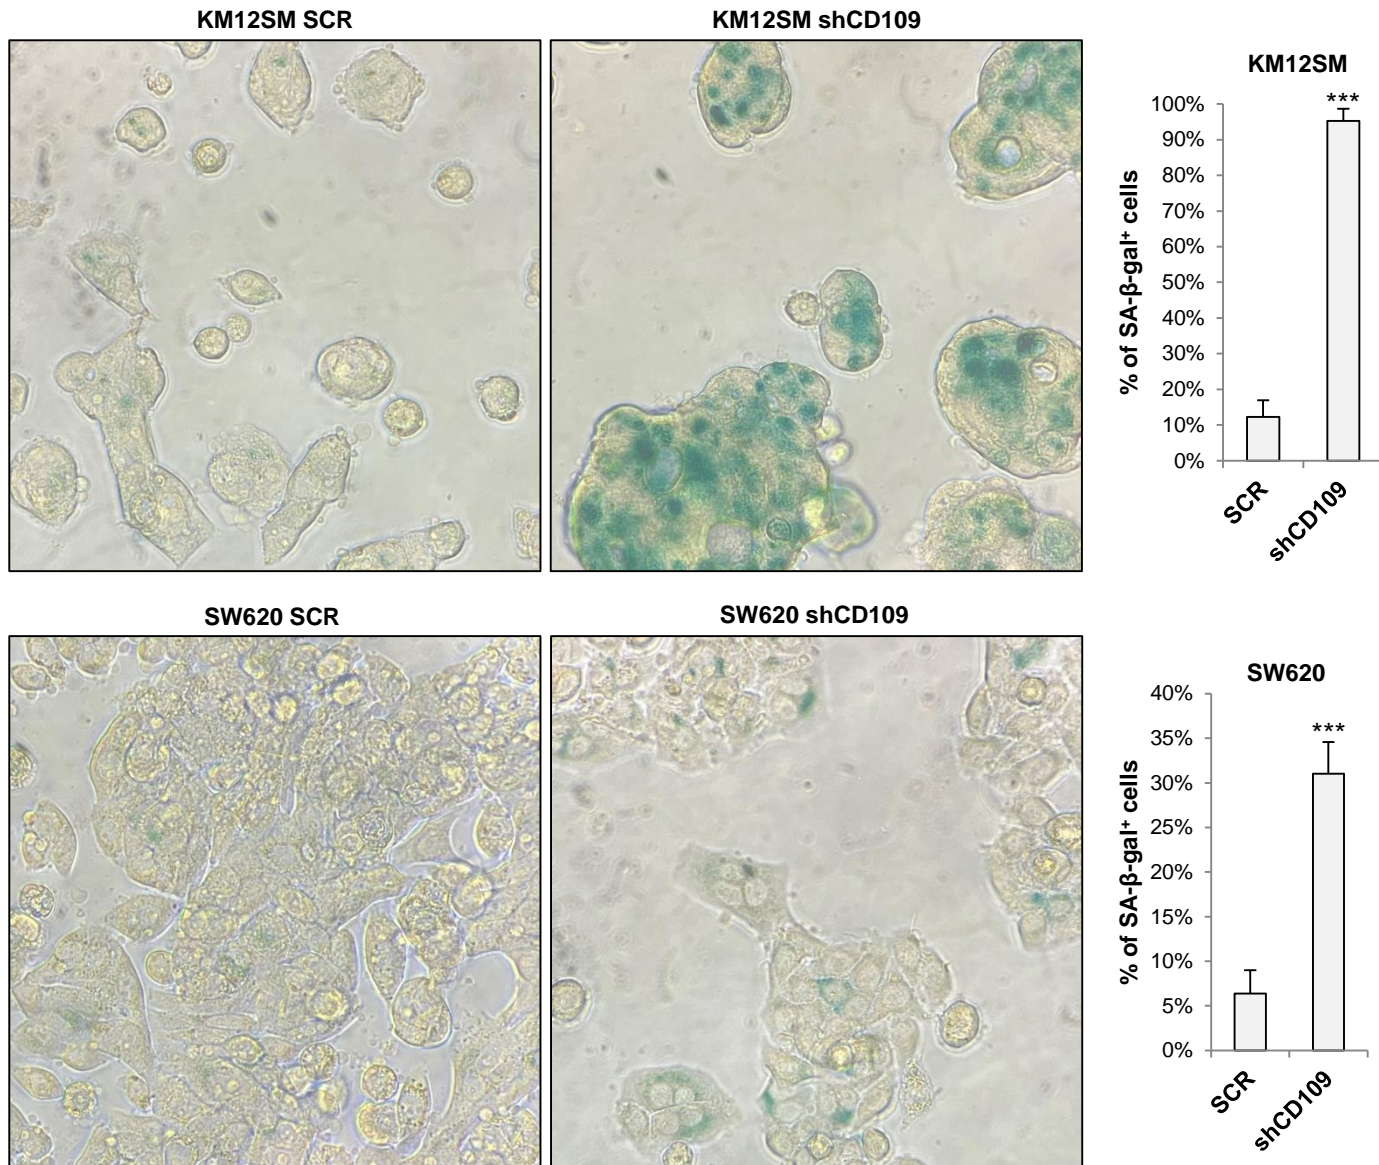 KM12SM SCR
KM12SM shCD109
KM12SM
% of SA-β-gal⁺ cells
100%
90%
80%
70%
60%
50%
40%
30%
20%
10%
0%
***
SCR
shCD109
SW620 SCR
SW620 shCD109
SW620
% of SA-β-gal⁺ cells
40%
35%
30%
25%
20%
15%
10%
5%
0%
***
SCR
shCD109